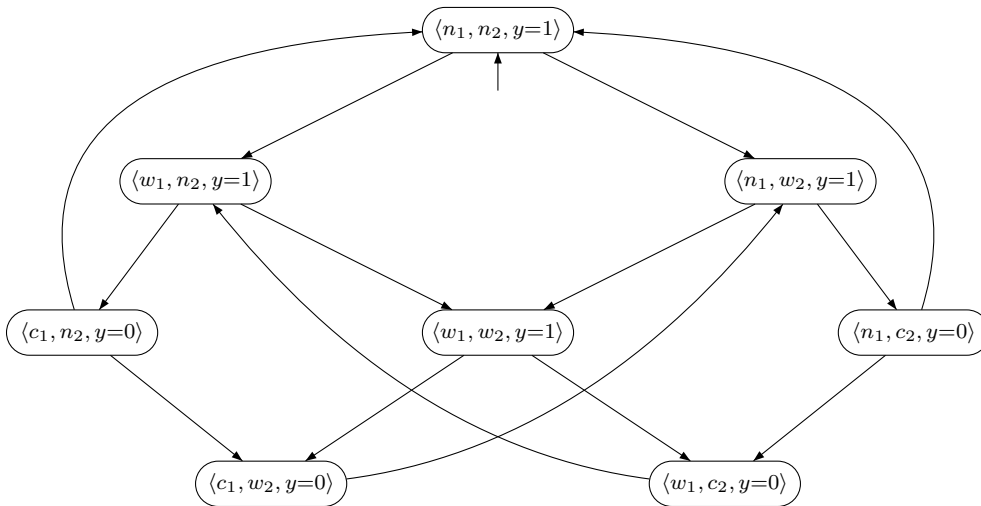 ⟨n₁, n₂, y=1⟩
⟨w₁, n₂, y=1⟩ ⟨n₁, w₂, y=1⟩
⟨c₁, n₂, y=0⟩ ⟨w₁, w₂, y=1⟩ ⟨n₁, c₂, y=0⟩
⟨c₁, w₂, y=0⟩ ⟨w₁, c₂, y=0⟩